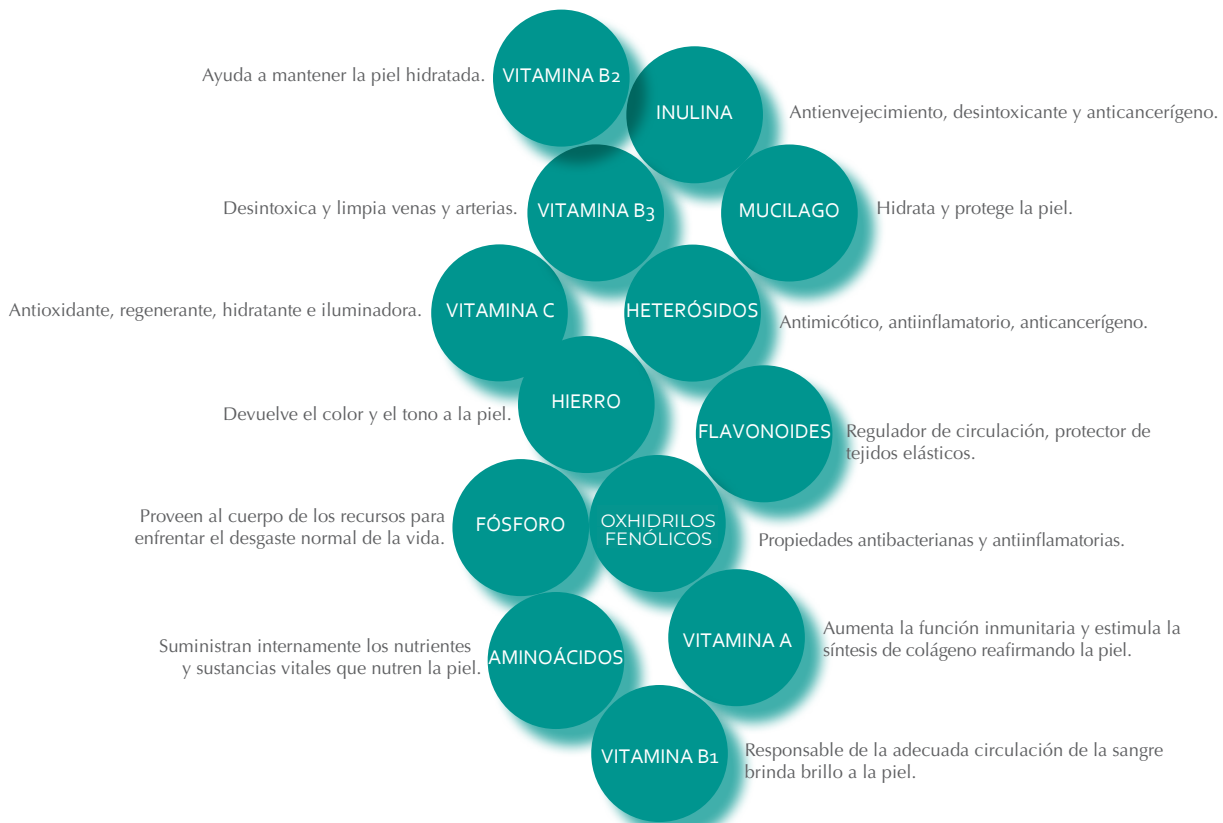 Ayuda a mantener la piel hidratada.
VITAMINA B2
INULINA
Antienvejecimiento, desintoxicante y anticancerígeno.
Desintoxica y limpia venas y arterias.
VITAMINA B3
MUCILAGO
Hidrata y protege la piel.
Antioxidante, regenerante, hidratante e iluminadora.
VITAMINA C
HETERÓSIDOS
Antimicótico, antiinflamatorio, anticancerígeno.
Devuelve el color y el tono a la piel.
HIERRO
FLAVONOIDES
Regulador de circulación, protector de
tejidos elásticos.
Proveen al cuerpo de los recursos para
enfrentar el desgaste normal de la vida.
FÓSFORO
OXHIDRILOS
FENÓLICOS
Propiedades antibacterianas y antiinflamatorias.
Suministran internamente los nutrientes
y sustancias vitales que nutren la piel.
AMINOÁCIDOS
VITAMINA A
Aumenta la función inmunitaria y estimula la
síntesis de colágeno reafirmando la piel.
VITAMINA B1
Responsable de la adecuada circulación de la sangre
brinda brillo a la piel.